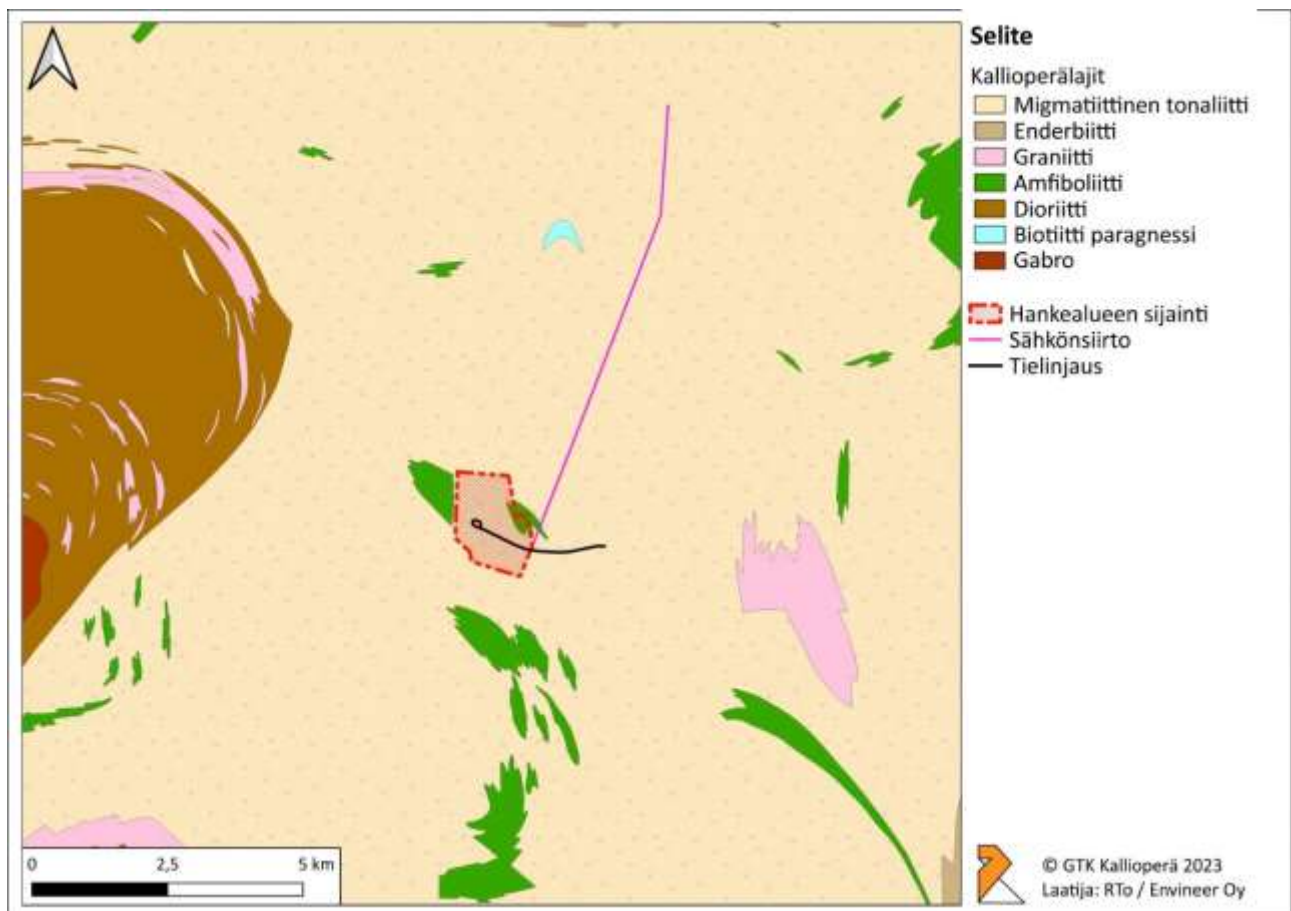 Selite
Kallioperälajit
Migmatiittinen tonaliitti
Enderbiitti
Graniitti
Amfiboliitti
Dioriitti
Biotiitti paragnessi
Gabro
Hankealueen sijainti
Sähkönsiirto
Tielinjaus
0 2,5 5 km
© GTK Kallioperä 2023
Laatija: RTo / Envineer Oy